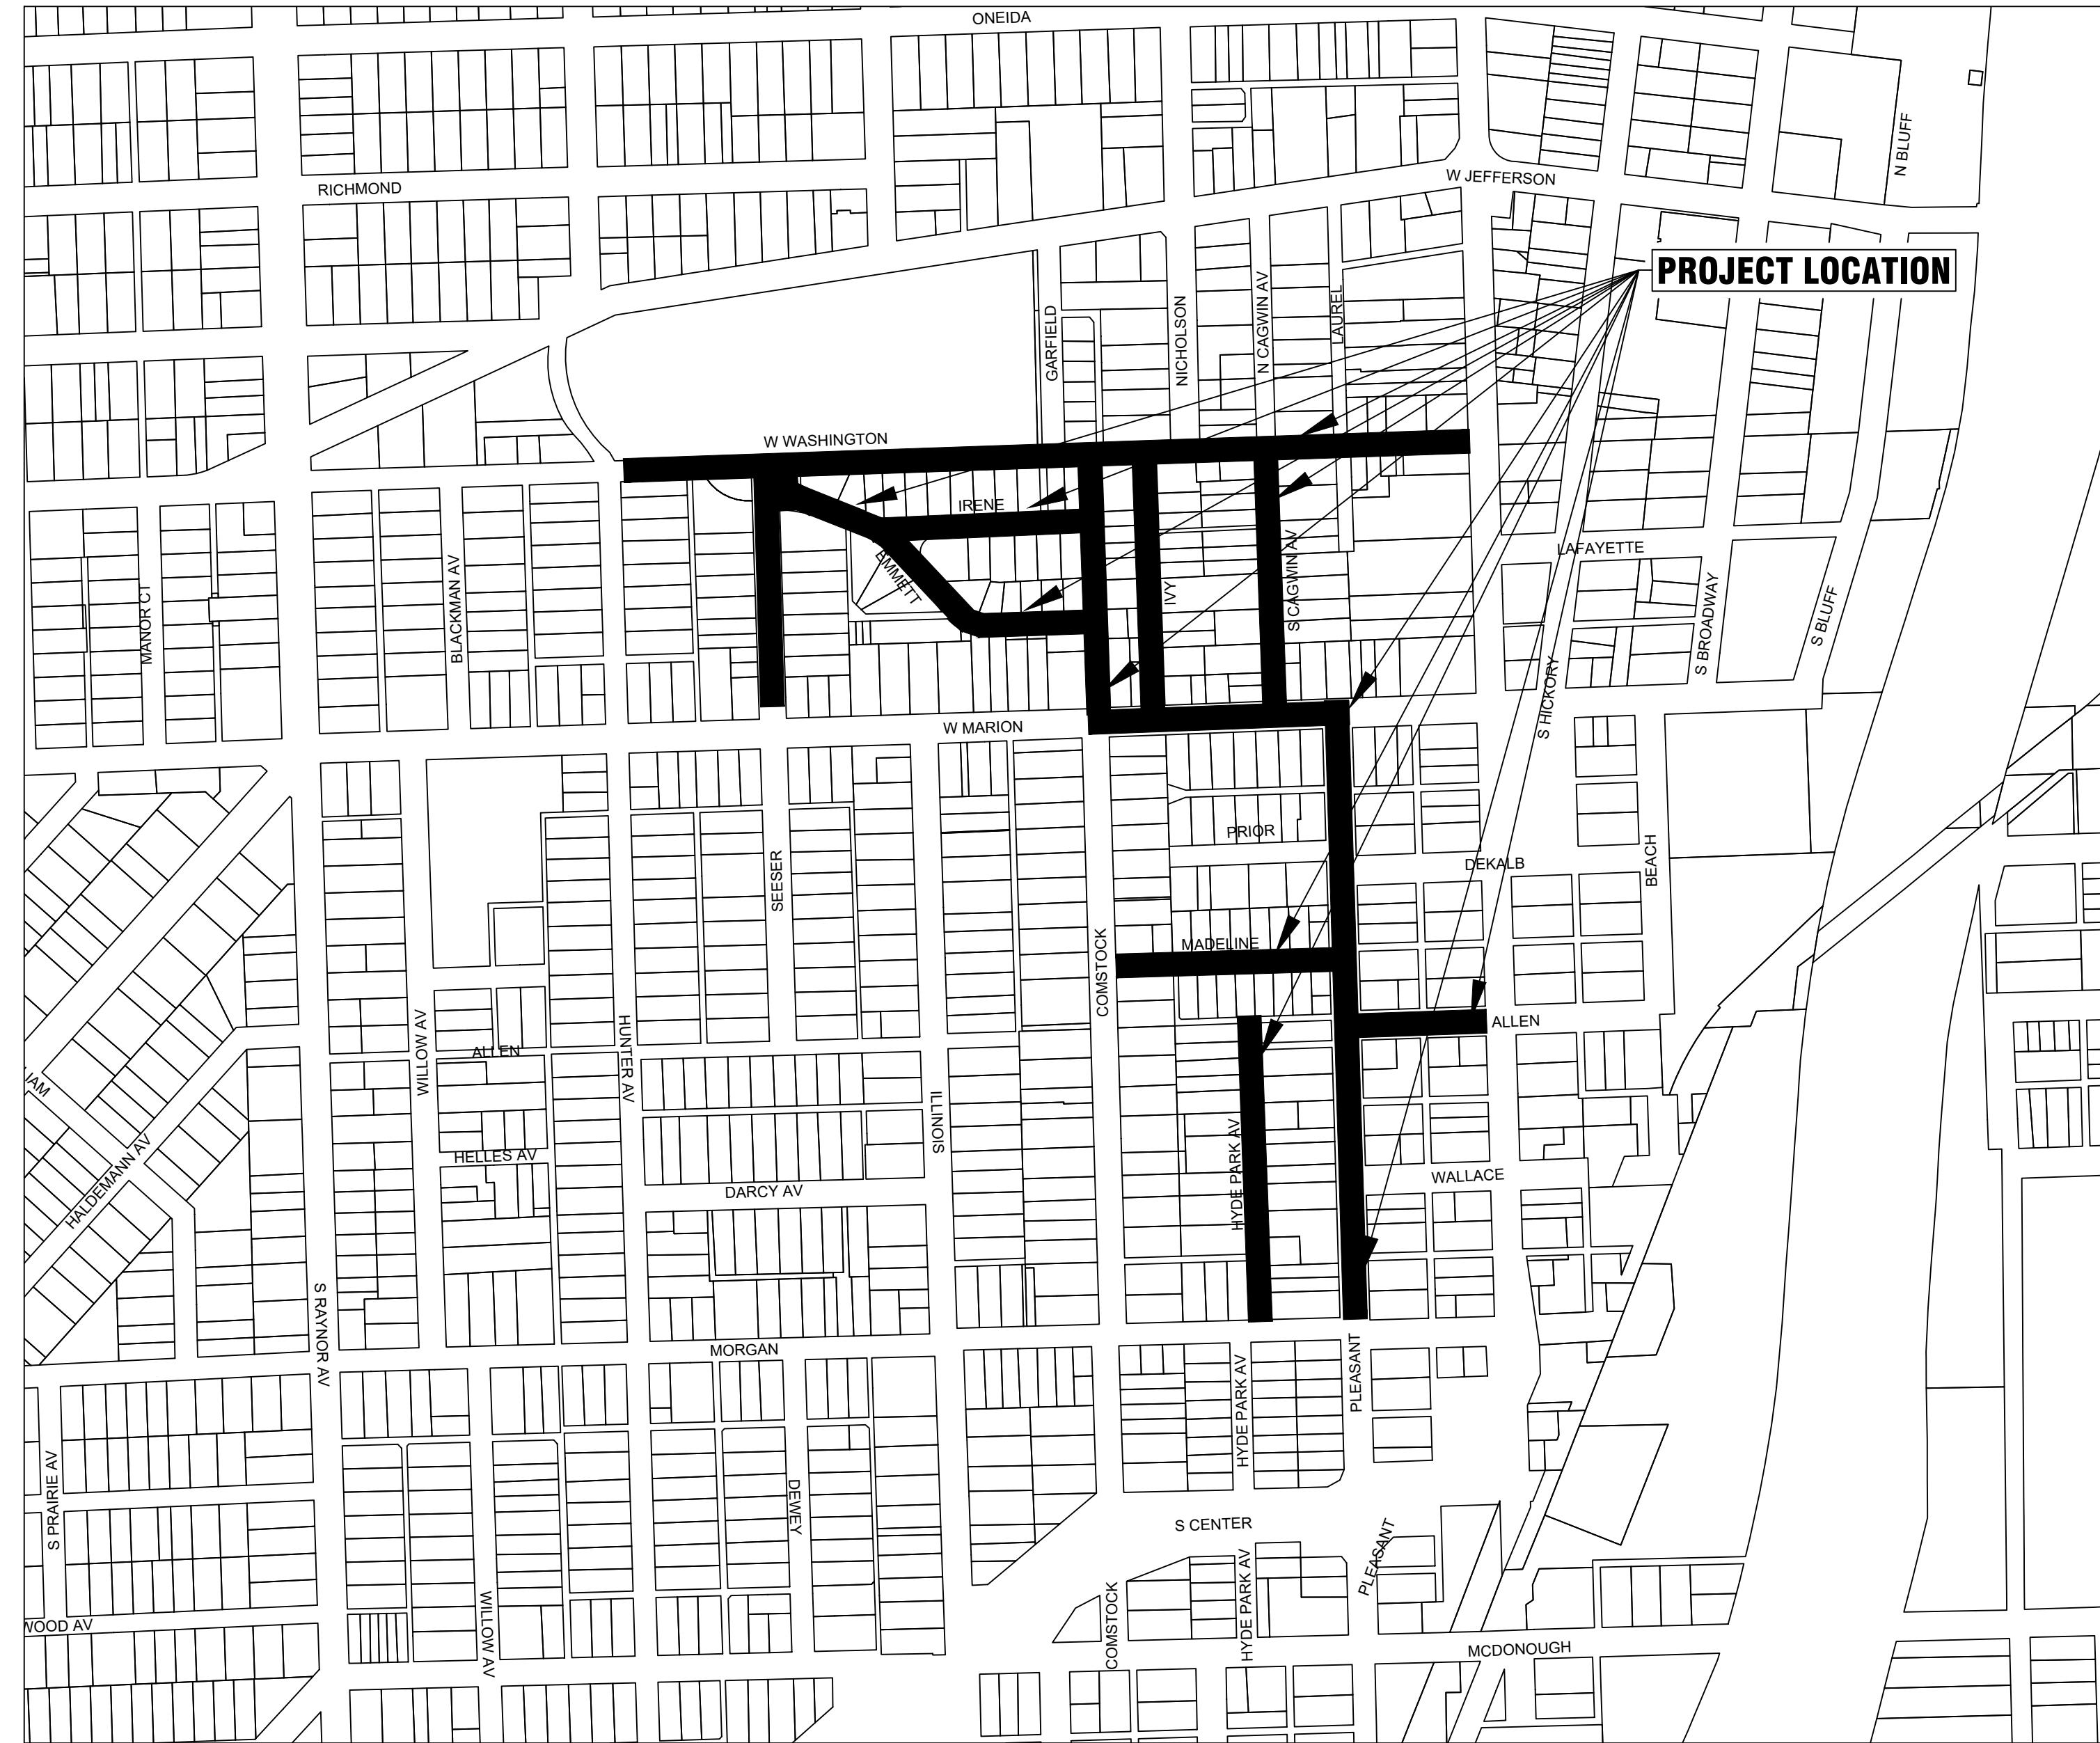 ONEIDA
N BLUFF
W JEFFERSON
RICHMOND
PROJECT LOCATION
GARFIELD
NICHOLSON
N CAGWIN AV
LAUREL
W WASHINGTON
IRENE
EMMETT
IVY
S CAGWIN AV
LAFAYETTE
S BROADWAY
S BLUFF
S HICKORY
MANOR CT
BLACKMAN AV
W MARION
PRIOR
DEKALB
BEACH
SEESER
COMSTOCK
MADELINE
ALLEN
WILLOW AV
ALLEN
HUNTER AV
ILLINOIS
HYDE PARK AV
HELLES AV
DARCY AV
WALLACE
HALDEMANN AV
S RAYNOR AV
MORGAN
PLEASANT
HYDE PARK AV
S PRAIRIE AV
DEWEY
S CENTER
PLEASANT
HYDE PARK AV
COMSTOCK
WILLOW AV
WOOD AV
MCDONOUGH